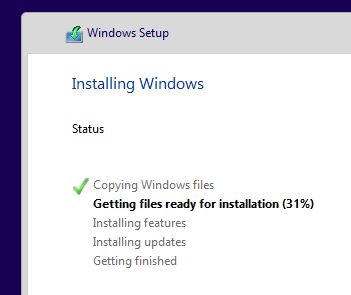 Windows Setup
Installing Windows
Status
Copying Windows files
Getting files ready for installation (31%)
Installing features
Installing updates
Getting finished